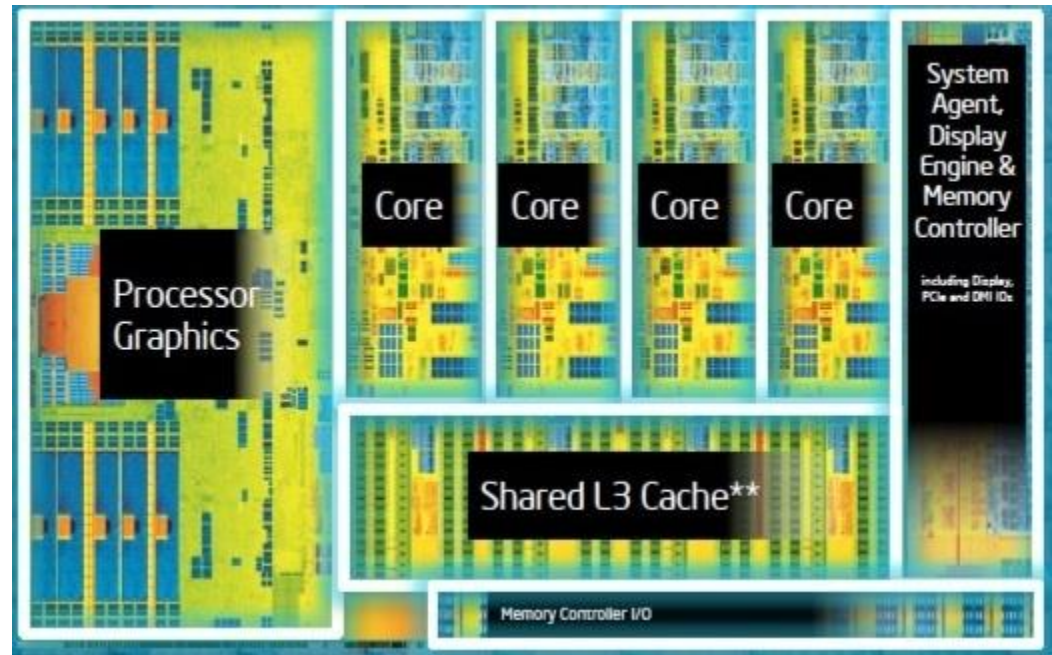 Processor
Graphics
Core
Core
Core
Core
System
Agent,
Display
Engine &
Memory
Controller
including Display,
PCIe and DMI IOs
Shared L3 Cache**
Memory Controller I/O